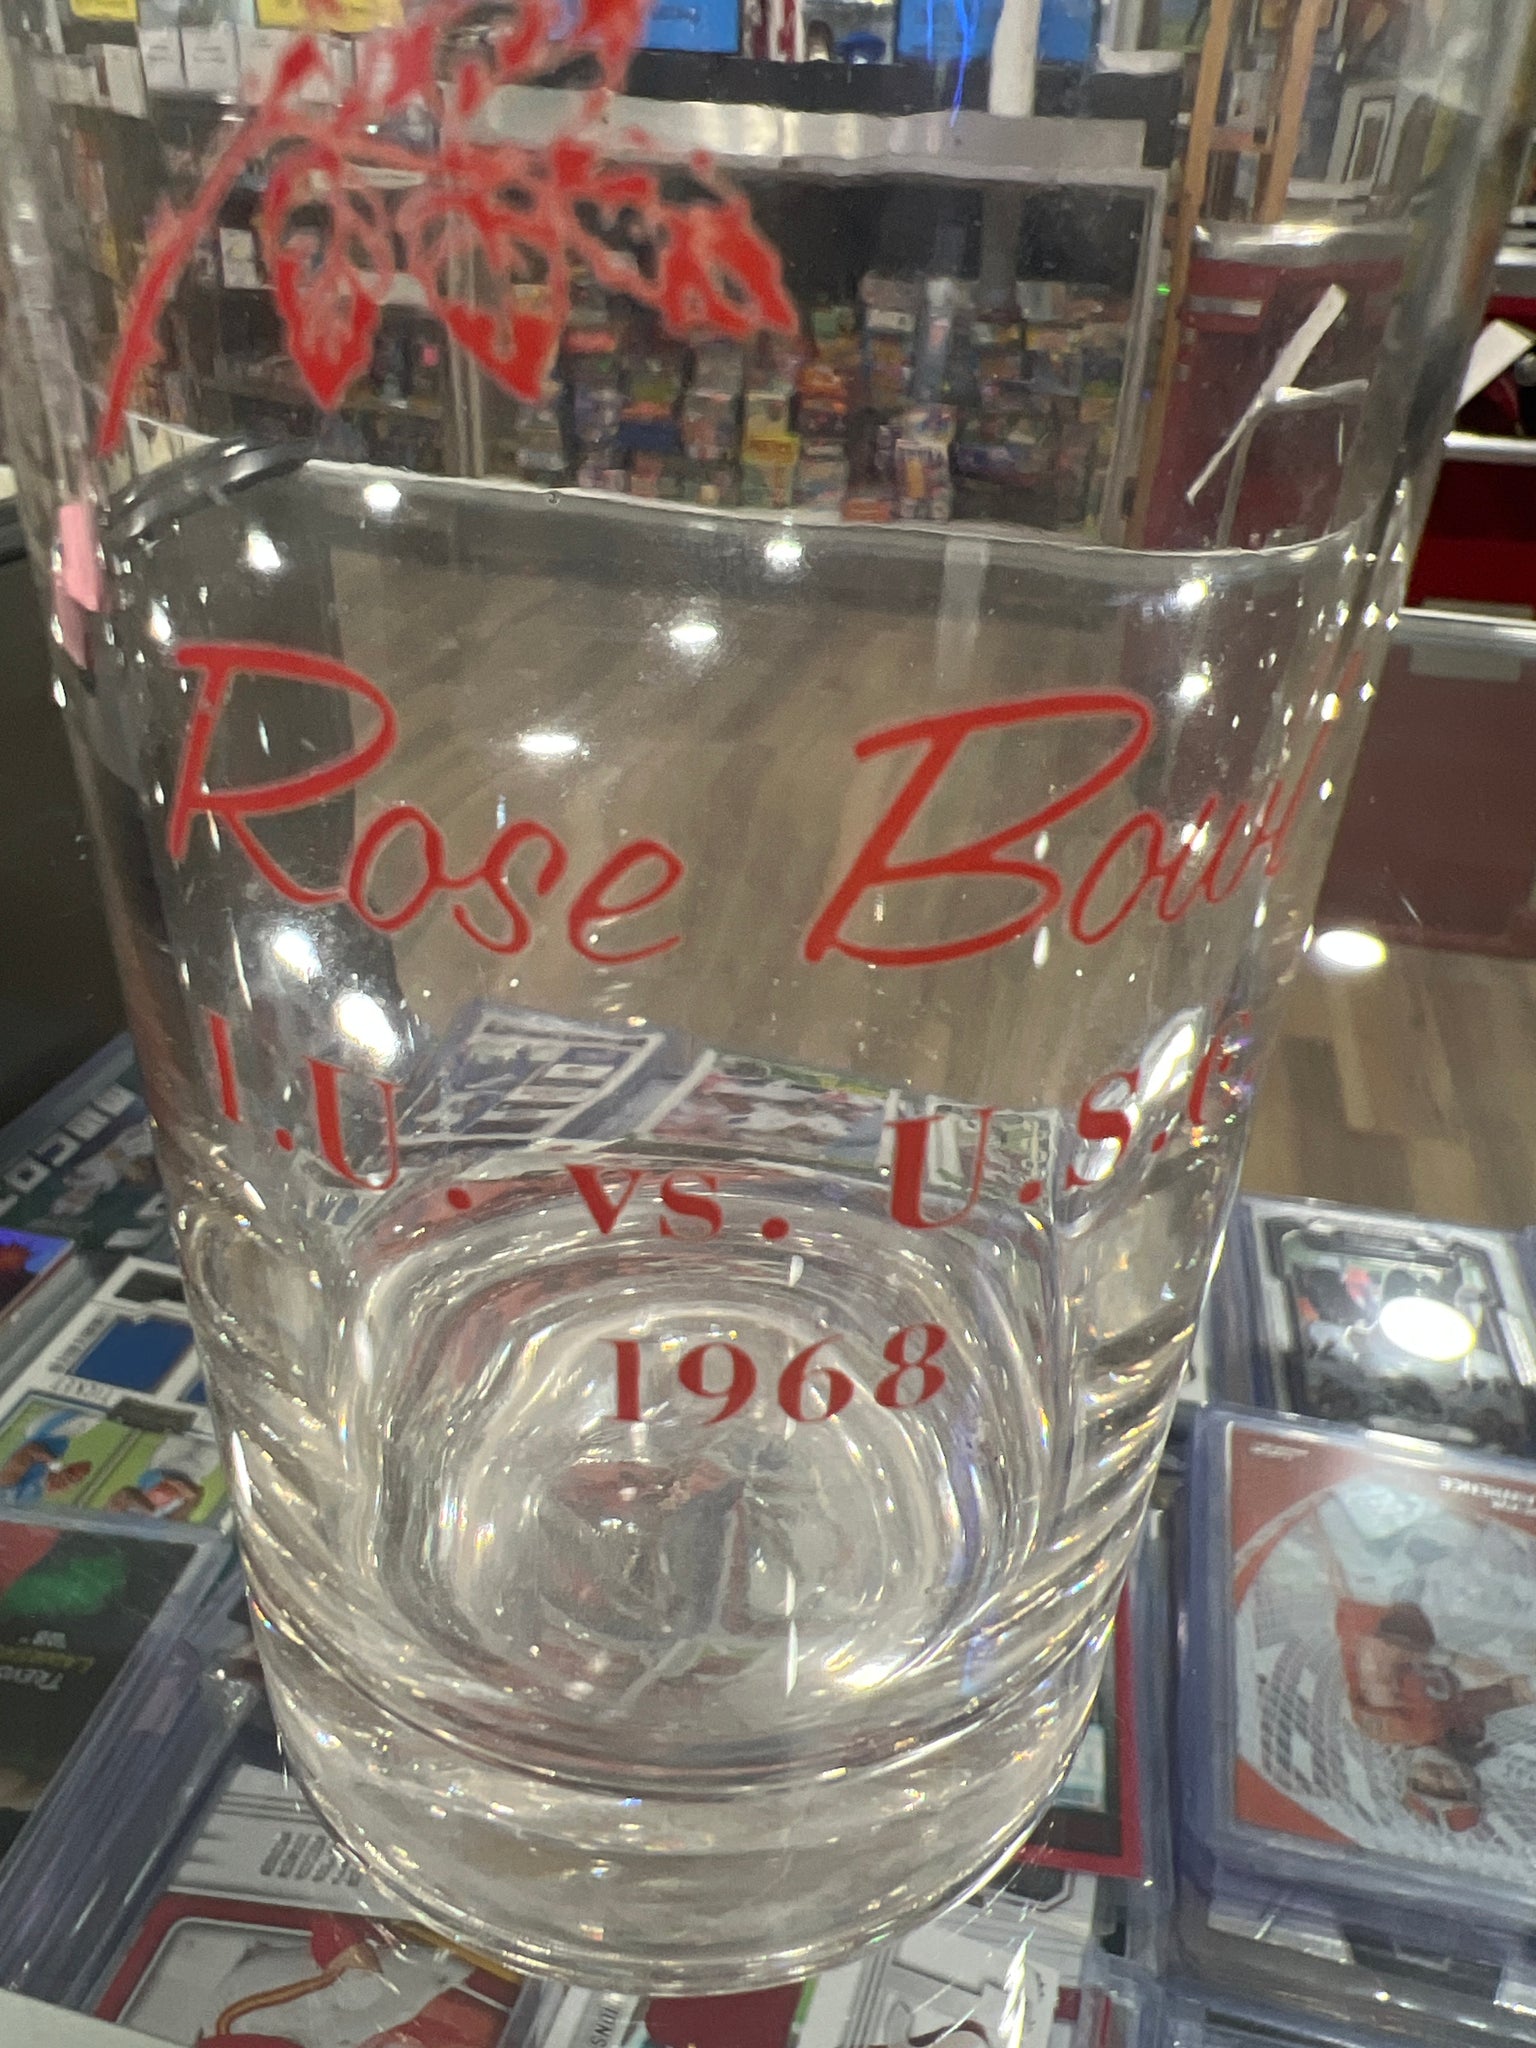 Rose Bowl
I.U. vs. U.S.C
1968